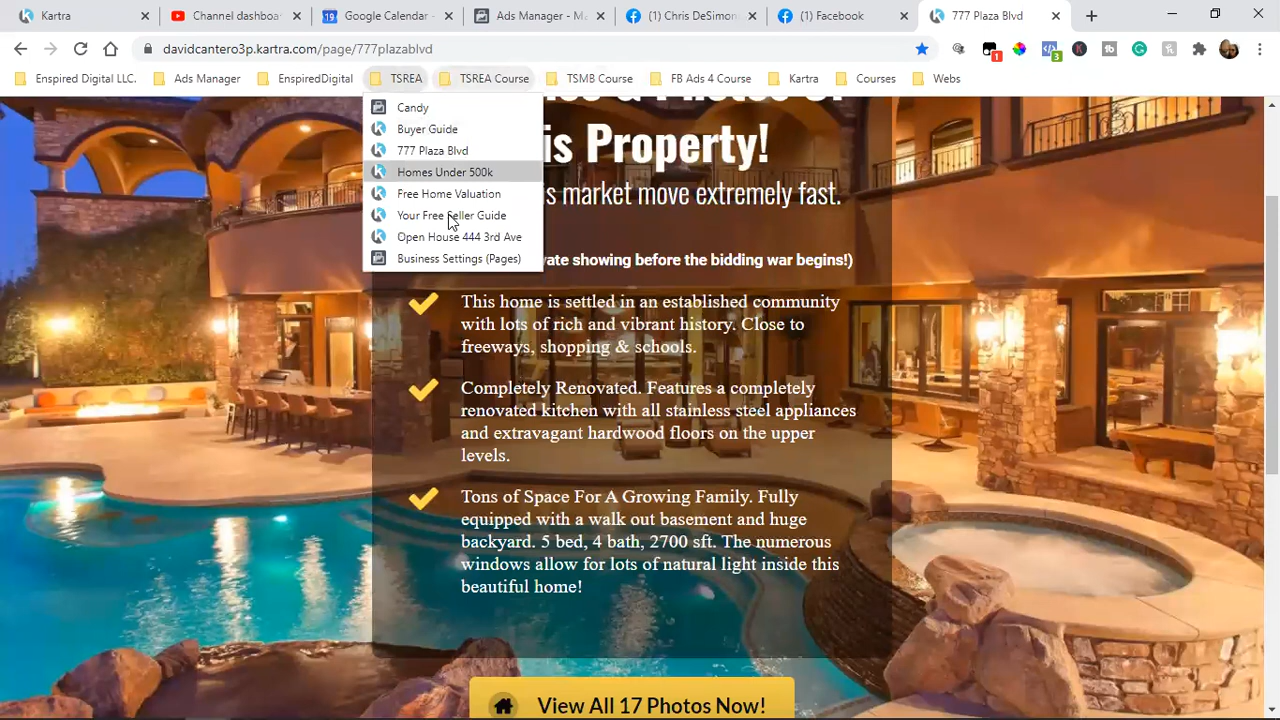 Kartra
Channel dashboar
Google Calendar -
Ads Manager - Ma
(1) Chris DeSimon
(1) Facebook
777 Plaza Blvd
davidcantero3p.kartra.com/page/777plazablvd
1
3
Enspired Digital LLC.
Ads Manager
EnspiredDigital
TSREA
TSREA Course
TSMB Course
FB Ads 4 Course
Kartra
Courses
Webs
Candy
Buyer Guide
777 Plaza Blvd
Homes Under 500k
Free Home Valuation
Your Free Seller Guide
Open House 444 3rd Ave
Business Settings (Pages)
is Property!
s market move extremely fast.
vate showing before the bidding war begins!)
This home is settled in an established community
with lots of rich and vibrant history. Close to
freeways, shopping & schools.
Completely Renovated. Features a completely
renovated kitchen with all stainless steel appliances
and extravagant hardwood floors on the upper
levels.
Tons of Space For A Growing Family. Fully
equipped with a walk out basement and huge
backyard. 5 bed, 4 bath, 2700 sft. The numerous
windows allow for lots of natural light inside this
beautiful home!
View All 17 Photos Now!